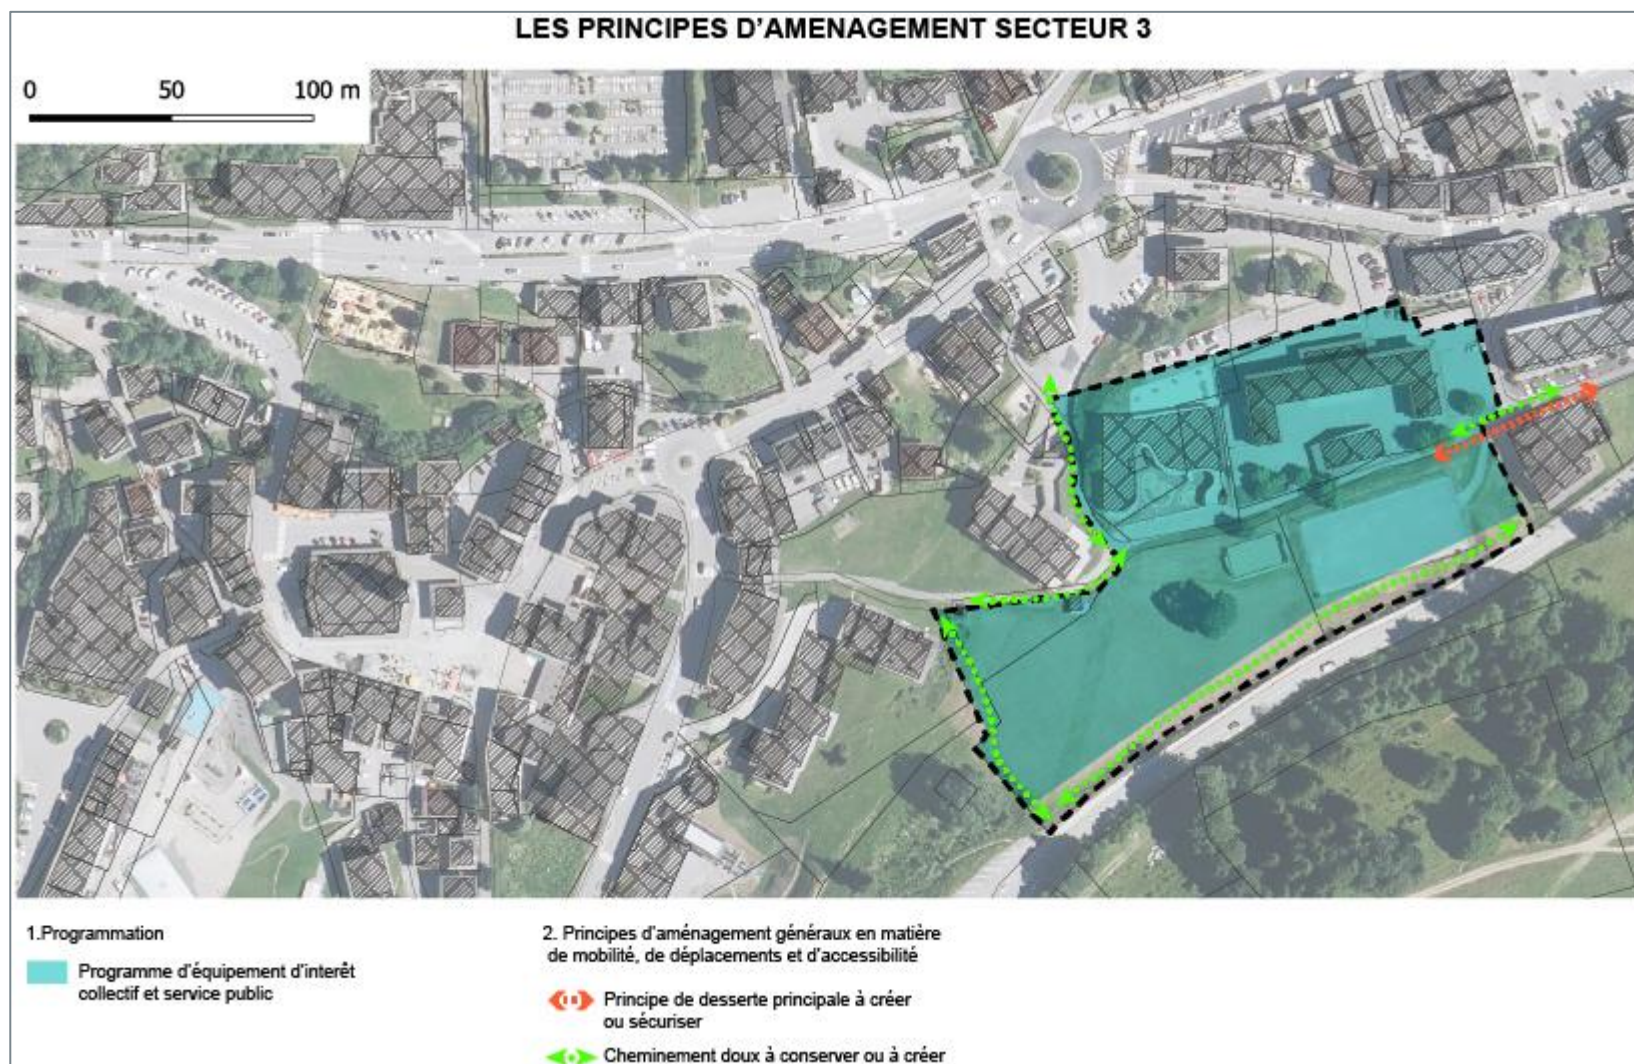 LES PRINCIPES D'AMENAGEMENT SECTEUR 3
0 50 100 m
1.Programmation
Programme d'équipement d'interêt
collectif et service public
2. Principes d'aménagement généraux en matière
de mobilité, de déplacements et d'accessibilité
Principe de desserte principale à créer
ou sécuriser
Cheminement doux à conserver ou à créer